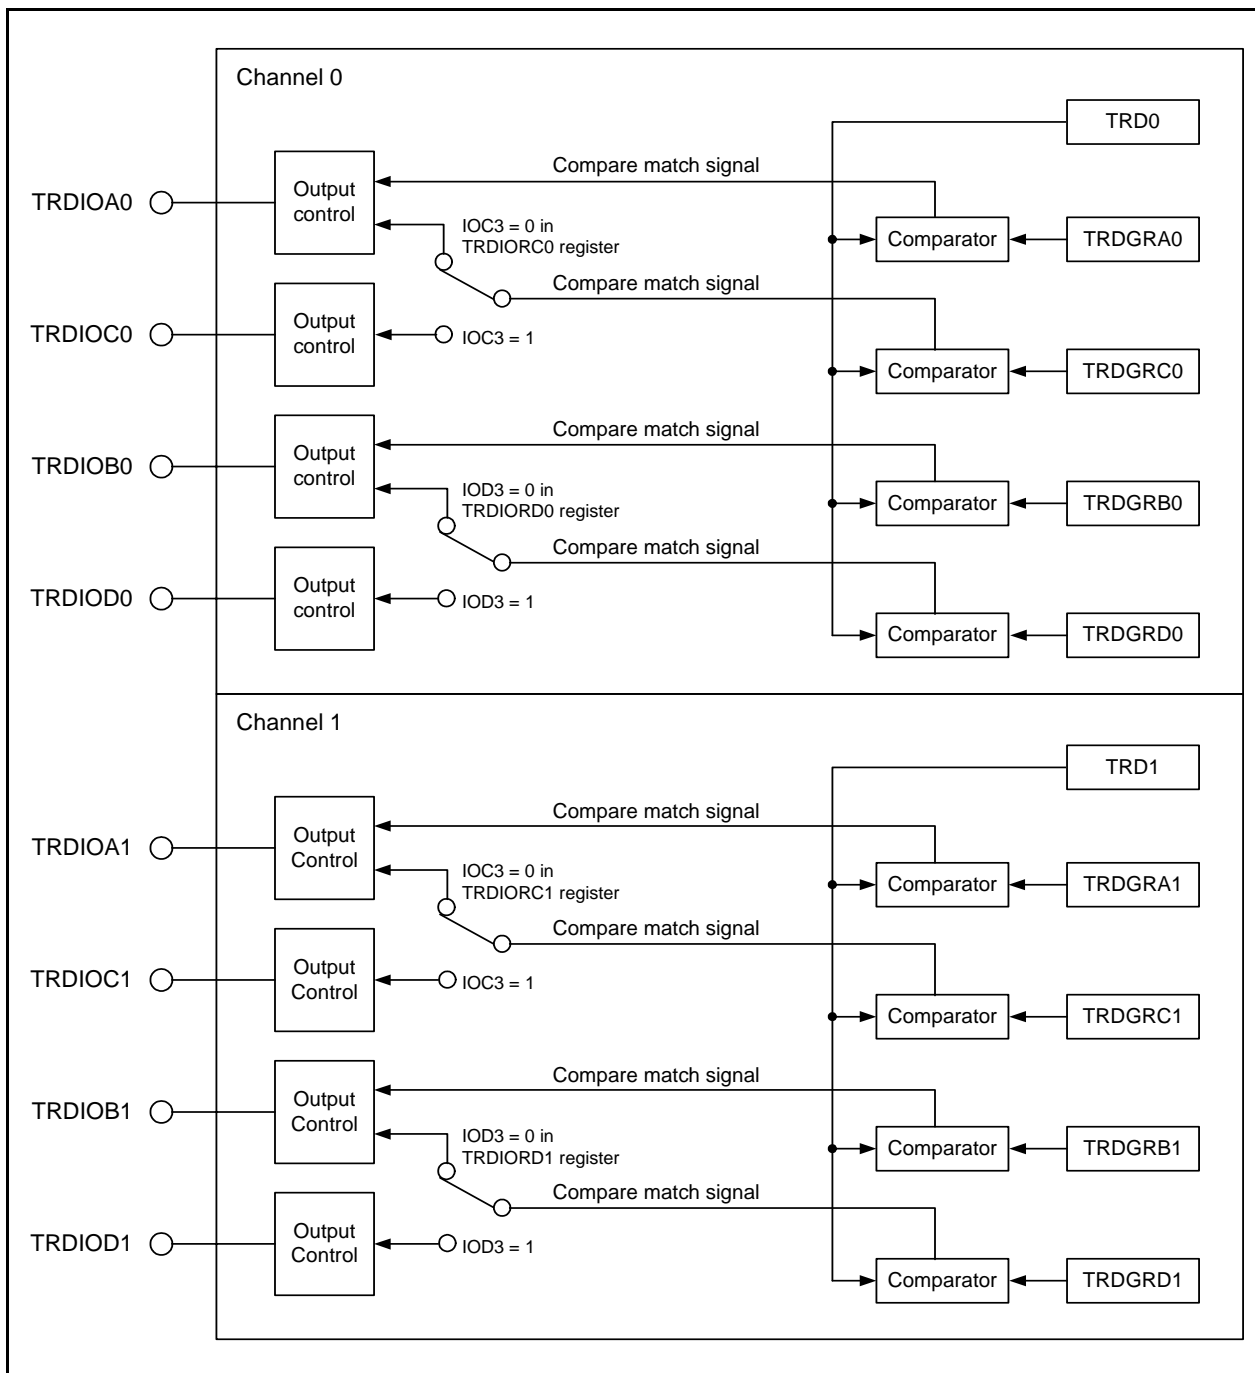 Channel 0
TRD0
Compare match signal
TRDIOA0
Output
control
IOC3 = 0 in
TRDIORC0 register
Comparator
TRDGRA0
Compare match signal
TRDIOC0
Output
control
IOC3 = 1
Comparator
TRDGRC0
Compare match signal
TRDIOB0
Output
control
IOD3 = 0 in
TRDIORD0 register
Comparator
TRDGRB0
Compare match signal
TRDIOD0
Output
control
IOD3 = 1
Comparator
TRDGRD0
Channel 1
TRD1
Compare match signal
TRDIOA1
Output
Control
IOC3 = 0 in
TRDIORC1 register
Comparator
TRDGRA1
Compare match signal
TRDIOC1
Output
Control
IOC3 = 1
Comparator
TRDGRC1
Compare match signal
TRDIOB1
Output
Control
IOD3 = 0 in
TRDIORD1 register
Comparator
TRDGRB1
Compare match signal
TRDIOD1
Output
Control
IOD3 = 1
Comparator
TRDGRD1